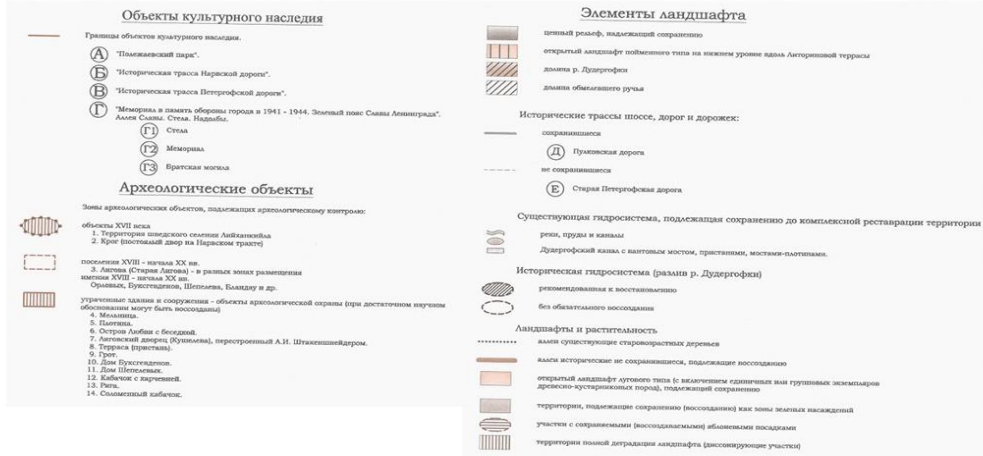 Объекты культурного наследия
Границы объектов культурного наследия.
А "Полежаевский парк".
Б "Историческая трасса Нарвской дороги".
В "Историческая трасса Петергофской дороги".
Г "Мемориал в память обороны города в 1941 - 1944. Зеленый пояс Славы Ленинграда".
Аллея Славы. Стела. Надолбы.
Г1 Стела
Г2 Мемориал
Г3 Братская могила
Археологические объекты
Зоны археологических объектов, подлежащих археологическому контролю:
объекты XVII века
1. Территория шведского селения Лийханкюля
2. Крог (постоялый двор на Нарвском тракте)
поселения XVIII - начала XX вв.
3. Лигова (Старая Лигова) - в разных зонах размещения
имения XVIII - начала XX вв.
Орловых, Буксгевденов, Шепелева, Бландау и др.
утраченные здания и сооружения - объекты археологической охраны (при достаточном научном
обосновании могут быть воссозданы)
4. Мельница.
5. Плотина.
6. Остров Любви с беседкой.
7. Лиговский дворец (Кушелева), перестроенный А.И. Штакеншнейдером.
8. Терраса (пристань).
9. Грот.
10. Дом Буксгевденов.
11. Дом Шепелевых.
12. Кабачок с харчевней.
13. Рига.
14. Соломенный кабачок.
Элементы ландшафта
ценный рельеф, надлежащий сохранению
открытый ландшафт пойменного типа на нижнем уровне вдоль Литориновой террасы
долина р. Дудергофки
долина обмелевшего ручья
Исторические трассы шоссе, дорог и дорожек:
сохранившиеся
Д Пулковская дорога
не сохранившиеся
Е Старая Петергофская дорога
Существующая гидросистема, подлежащая сохранению до комплексной реставрации территории
реки, пруды и каналы
Дудергофский канал с вантовым мостом, пристанями, мостами-плотинами.
Историческая гидросистема (разлив р. Дудергофки)
рекомендованная к восстановлению
без обязательного воссоздания
Ландшафты и растительность
аллеи существующие старовозрастных деревьев
аллеи исторические не сохранившиеся, подлежащие воссозданию
открытый ландшафт лугового типа (с включением единичных или групповых экземпляров
древесно-кустарниковых пород), подлежащий сохранению
территории, подлежащие сохранению (воссозданию) как зоны зеленых насаждений
участки с сохраняемыми (воссоздаваемыми) яблоневыми посадками
территории полной деградации ландшафта (диссонирующие участки)